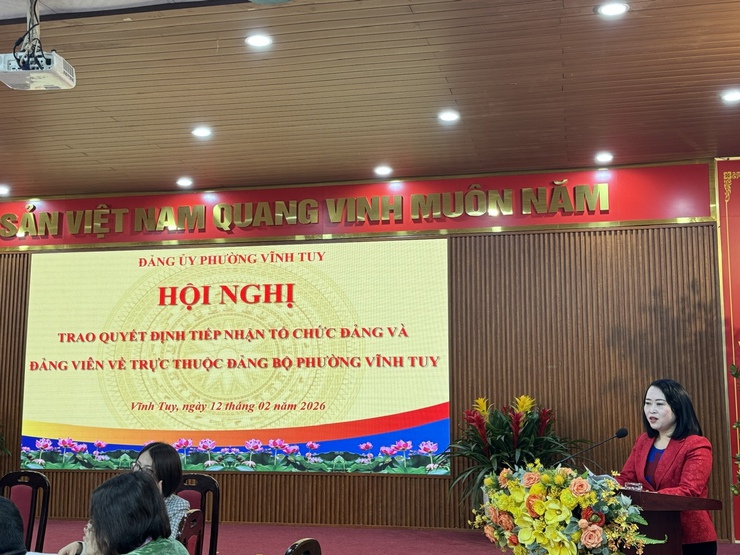 SẢN VIỆT NAM QUANG VINH MUÔN NĂM
ĐẢNG ỦY PHƯỜNG VĨNH TUY
HỘI NGHỊ
TRAO QUYẾT ĐỊNH TIẾP NHẬN TỔ CHỨC ĐẢNG VÀ
ĐẢNG VIÊN VỀ TRỰC THUỘC ĐẢNG BỘ PHƯỜNG VĨNH TUY
Vĩnh Tuy, ngày 12 tháng 02 năm 2026